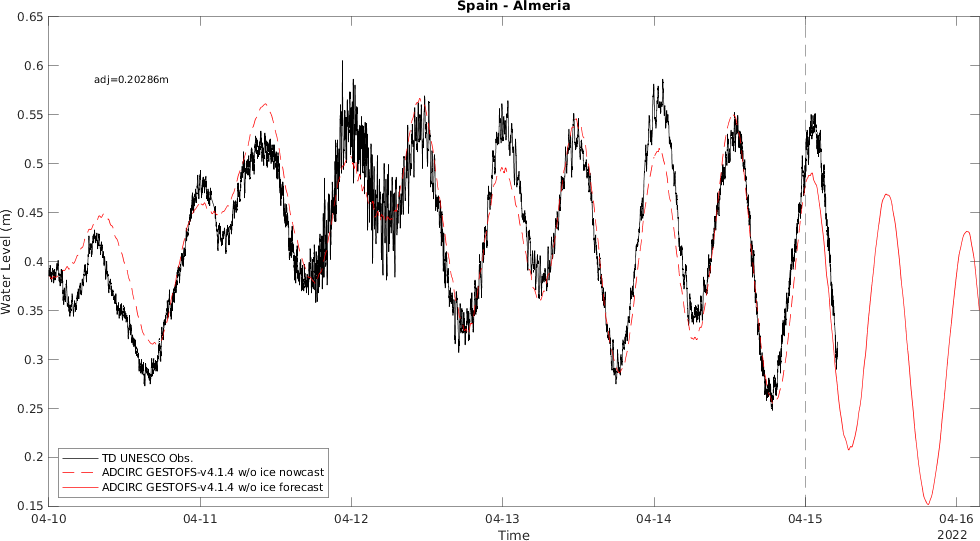 Spain - Almeria
0.65
0.6
0.55
0.5
0.45
0.4
0.35
0.3
0.25
0.2
0.15
Water Level (m)
adj=0.20286m
TD UNESCO Obs.
ADCIRC GESTOFS-v4.1.4 w/o ice nowcast
ADCIRC GESTOFS-v4.1.4 w/o ice forecast
04-10 04-11 04-12 04-13 04-14 04-15 04-16
Time 2022